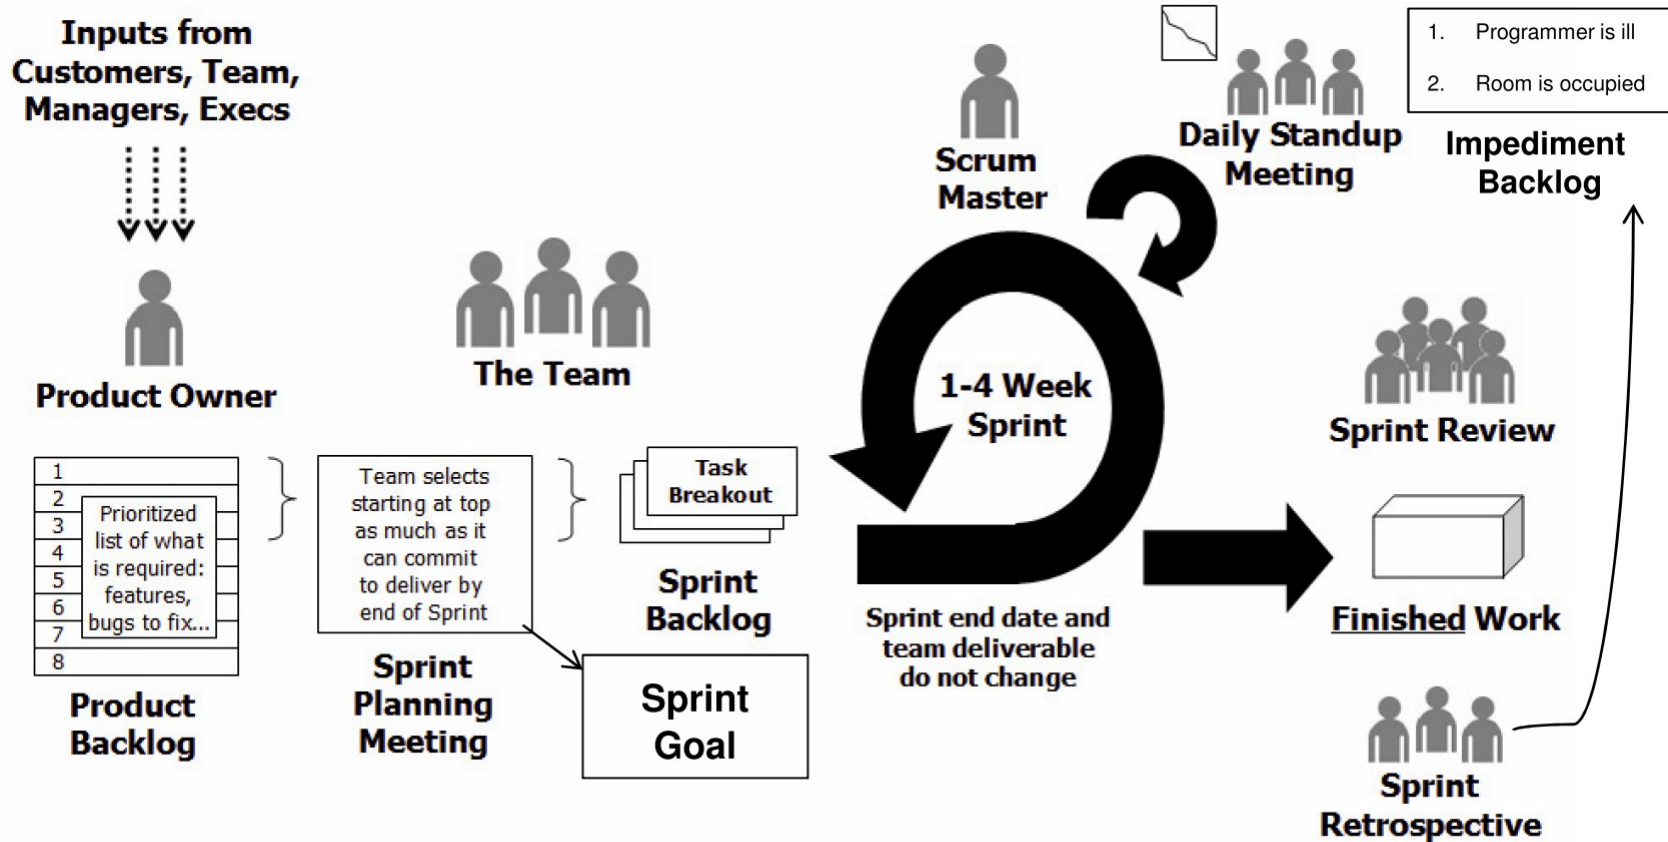 Inputs from
Customers, Team,
Managers, Execs
Product Owner
1
2
3
4
5
6
7
8
Prioritized
list of what
is required:
features,
bugs to fix...
Product
Backlog
The Team
Team selects
starting at top
as much as it
can commit
to deliver by
end of Sprint
Sprint
Planning
Meeting
Sprint
Goal
Task
Breakout
Sprint
Backlog
Scrum
Master
1-4 Week
Sprint
Sprint end date and
team deliverable
do not change
Daily Standup
Meeting
1. Programmer is ill
2. Room is occupied
Impediment
Backlog
Sprint Review
Finished Work
Sprint
Retrospective